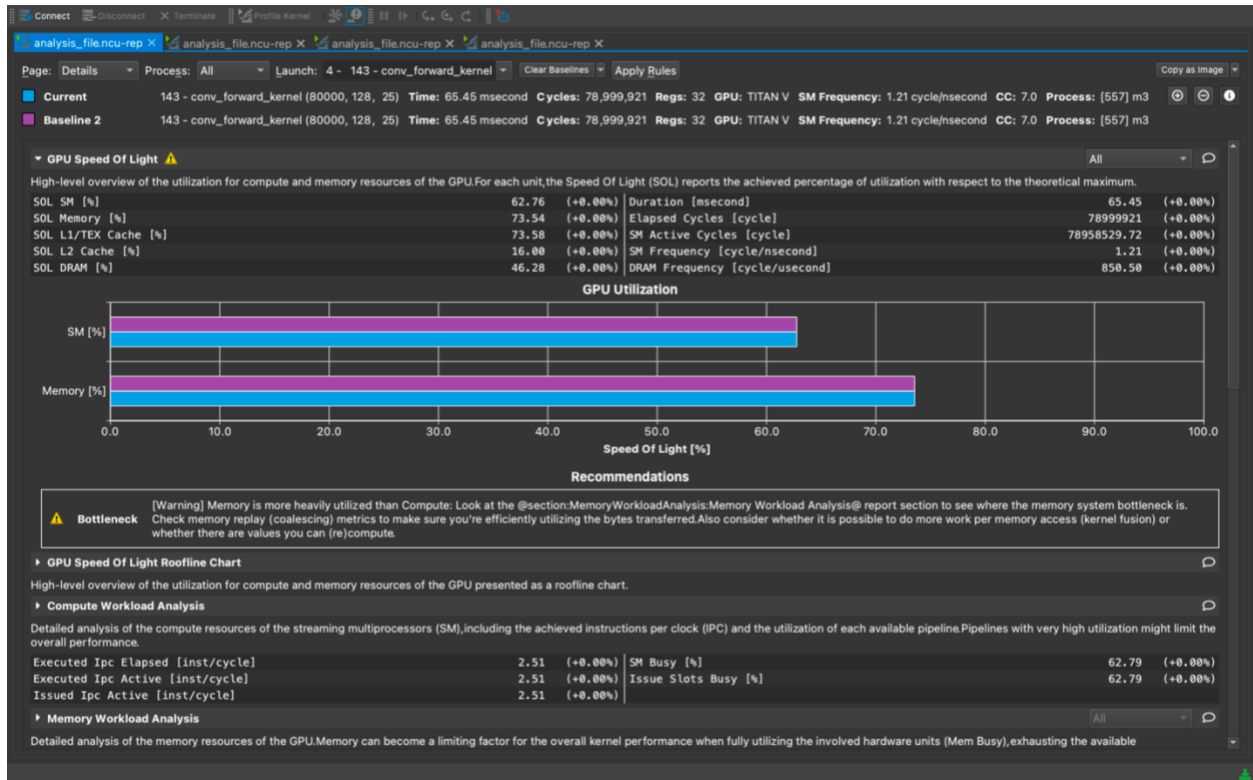 Connect Disconnect Terminate Profile Kernel
analysis_file.ncu-rep analysis_file.ncu-rep analysis_file.ncu-rep analysis_file.ncu-rep
Page: Details Process: All Launch: 4 - 143 - conv_forward_kernel Clear Baselines Apply Rules Copy as Image
Current 143 - conv_forward_kernel (80000, 128, 25) Time: 65.45 msecond Cycles: 78,999,921 Regs: 32 GPU: TITAN V SM Frequency: 1.21 cycle/nsecond CC: 7.0 Process: [557] m3
Baseline 2 143 - conv_forward_kernel (80000, 128, 25) Time: 65.45 msecond Cycles: 78,999,921 Regs: 32 GPU: TITAN V SM Frequency: 1.21 cycle/nsecond CC: 7.0 Process: [557] m3
GPU Speed Of Light All
High-level overview of the utilization for compute and memory resources of the GPU.For each unit,the Speed Of Light (SOL) reports the achieved percentage of utilization with respect to the theoretical maximum.
SOL SM [%] 62.76 (+0.00%) Duration [msecond] 65.45 (+0.00%)
SOL Memory [%] 73.54 (+0.00%) Elapsed Cycles [cycle] 78999921 (+0.00%)
SOL L1/TEX Cache [%] 73.58 (+0.00%) SM Active Cycles [cycle] 78958529.72 (+0.00%)
SOL L2 Cache [%] 16.00 (+0.00%) SM Frequency [cycle/nsecond] 1.21 (+0.00%)
SOL DRAM [%] 46.28 (+0.00%) DRAM Frequency [cycle/usecond] 850.50 (+0.00%)
GPU Utilization
SM [%]
Memory [%]
0.0 10.0 20.0 30.0 40.0 50.0 60.0 70.0 80.0 90.0 100.0
Speed Of Light [%]
Recommendations
Bottleneck
[Warning] Memory is more heavily utilized than Compute: Look at the @section:MemoryWorkloadAnalysis:Memory Workload Analysis@ report section to see where the memory system bottleneck is.
Check memory replay (coalescing) metrics to make sure you're efficiently utilizing the bytes transferred.Also consider whether it is possible to do more work per memory access (kernel fusion) or
whether there are values you can (re)compute.
GPU Speed Of Light Roofline Chart
High-level overview of the utilization for compute and memory resources of the GPU presented as a roofline chart.
Compute Workload Analysis
Detailed analysis of the compute resources of the streaming multiprocessors (SM),including the achieved instructions per clock (IPC) and the utilization of each available pipeline.Pipelines with very high utilization might limit the
overall performance.
Executed Ipc Elapsed [inst/cycle] 2.51 (+0.00%) SM Busy [%] 62.79 (+0.00%)
Executed Ipc Active [inst/cycle] 2.51 (+0.00%) Issue Slots Busy [%] 62.79 (+0.00%)
Issued Ipc Active [inst/cycle] 2.51 (+0.00%)
Memory Workload Analysis All
Detailed analysis of the memory resources of the GPU.Memory can become a limiting factor for the overall kernel performance when fully utilizing the involved hardware units (Mem Busy),exhausting the available